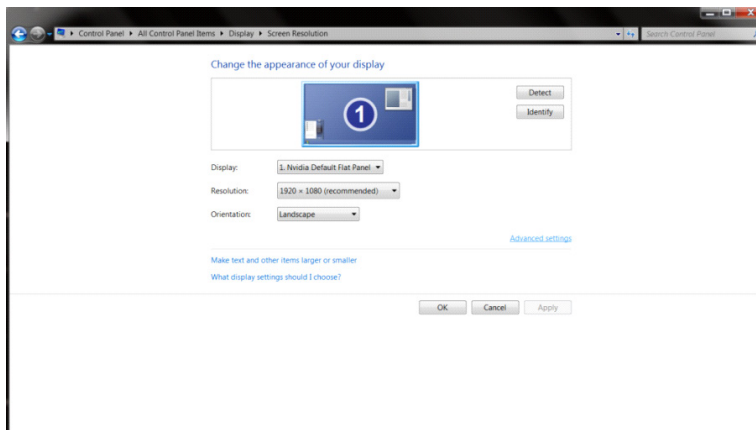 Control Panel ▸ All Control Panel Items ▸ Display ▸ Screen Resolution
Search Control Panel
Change the appearance of your display
1
Detect
Identify
Display: 1. Nvidia Default Flat Panel
Resolution: 1920 × 1080 (recommended)
Orientation: Landscape
Advanced settings
Make text and other items larger or smaller
What display settings should I choose?
OK Cancel Apply